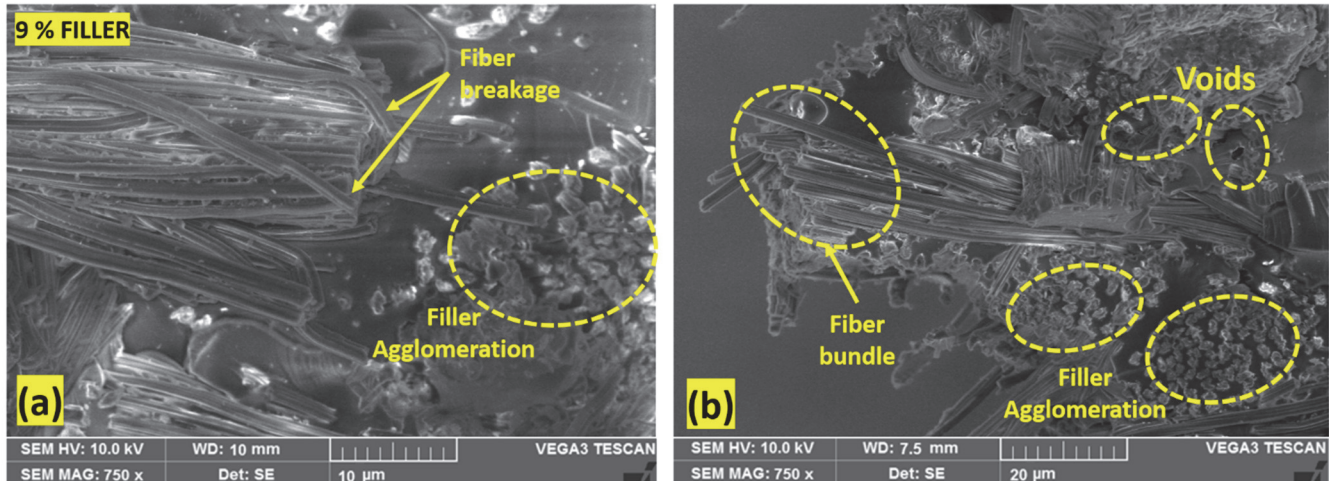 9 % FILLER
Fiber
breakage
Filler
Agglomeration
(a)
SEM HV: 10.0 kV WD: 10 mm VEGA3 TESCAN
SEM MAG: 750 x Det: SE 10 µm
Voids
Fiber
bundle
Filler
Agglomeration
(b)
SEM HV: 10.0 kV WD: 7.5 mm VEGA3 TESCAN
SEM MAG: 750 x Det: SE 20 µm